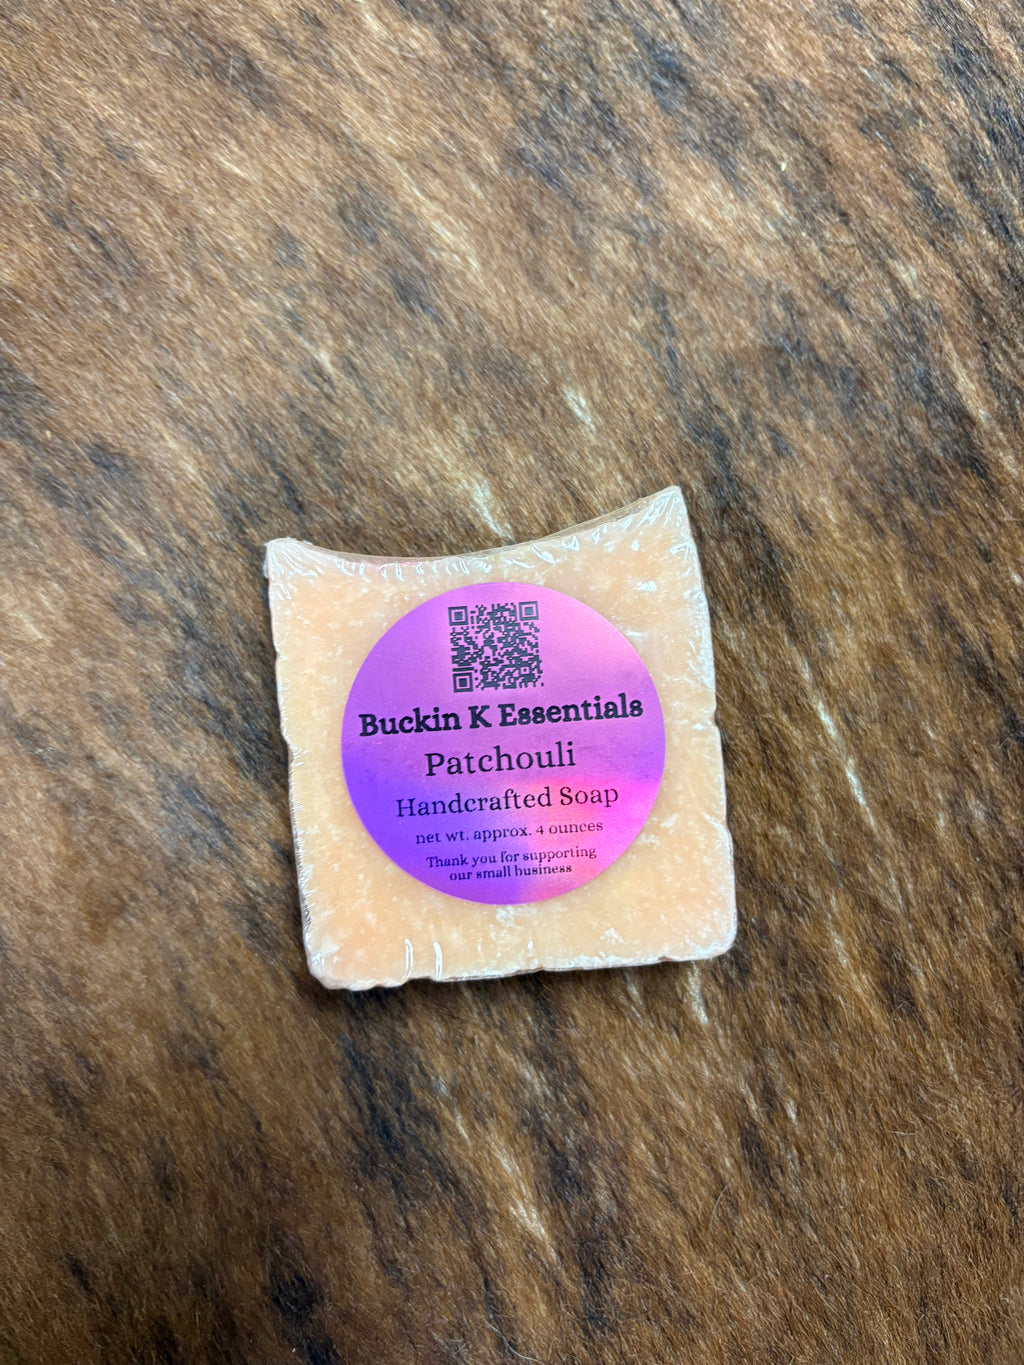 Buckin K Essentials
Patchouli
Handcrafted Soap
net wt. approx. 4 ounces
Thank you for supporting
our small business